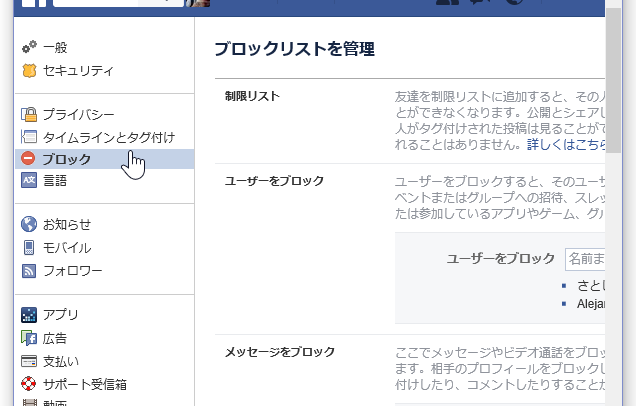 一般
セキュリティ
プライバシー
タイムラインとタグ付け
ブロック
言語
お知らせ
モバイル
フォロワー
アプリ
広告
支払い
サポート受信箱
動画
ブロックリストを管理
制限リスト
友達を制限リストに追加すると、その人
とができなくなります。公開とシェアし
人がタグ付けされた投稿は見ることがで
れることはありません。詳しくはこちら
ユーザーをブロック
ユーザーをブロックすると、そのユーザ
ベントまたはグループへの招待、スレッ
たは参加しているアプリやゲーム、グル
ユーザーをブロック 名前ま
さとし
Alejar
メッセージをブロック
ここでメッセージやビデオ通話をブロッ
ます。相手のプロフィールをブロックし
付けしたり、コメントしたりすることが